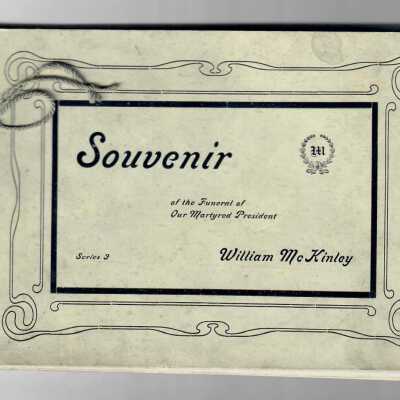 Souvenir
M
of the Funeral of
Our Martyred President
Series 3
William McKinley